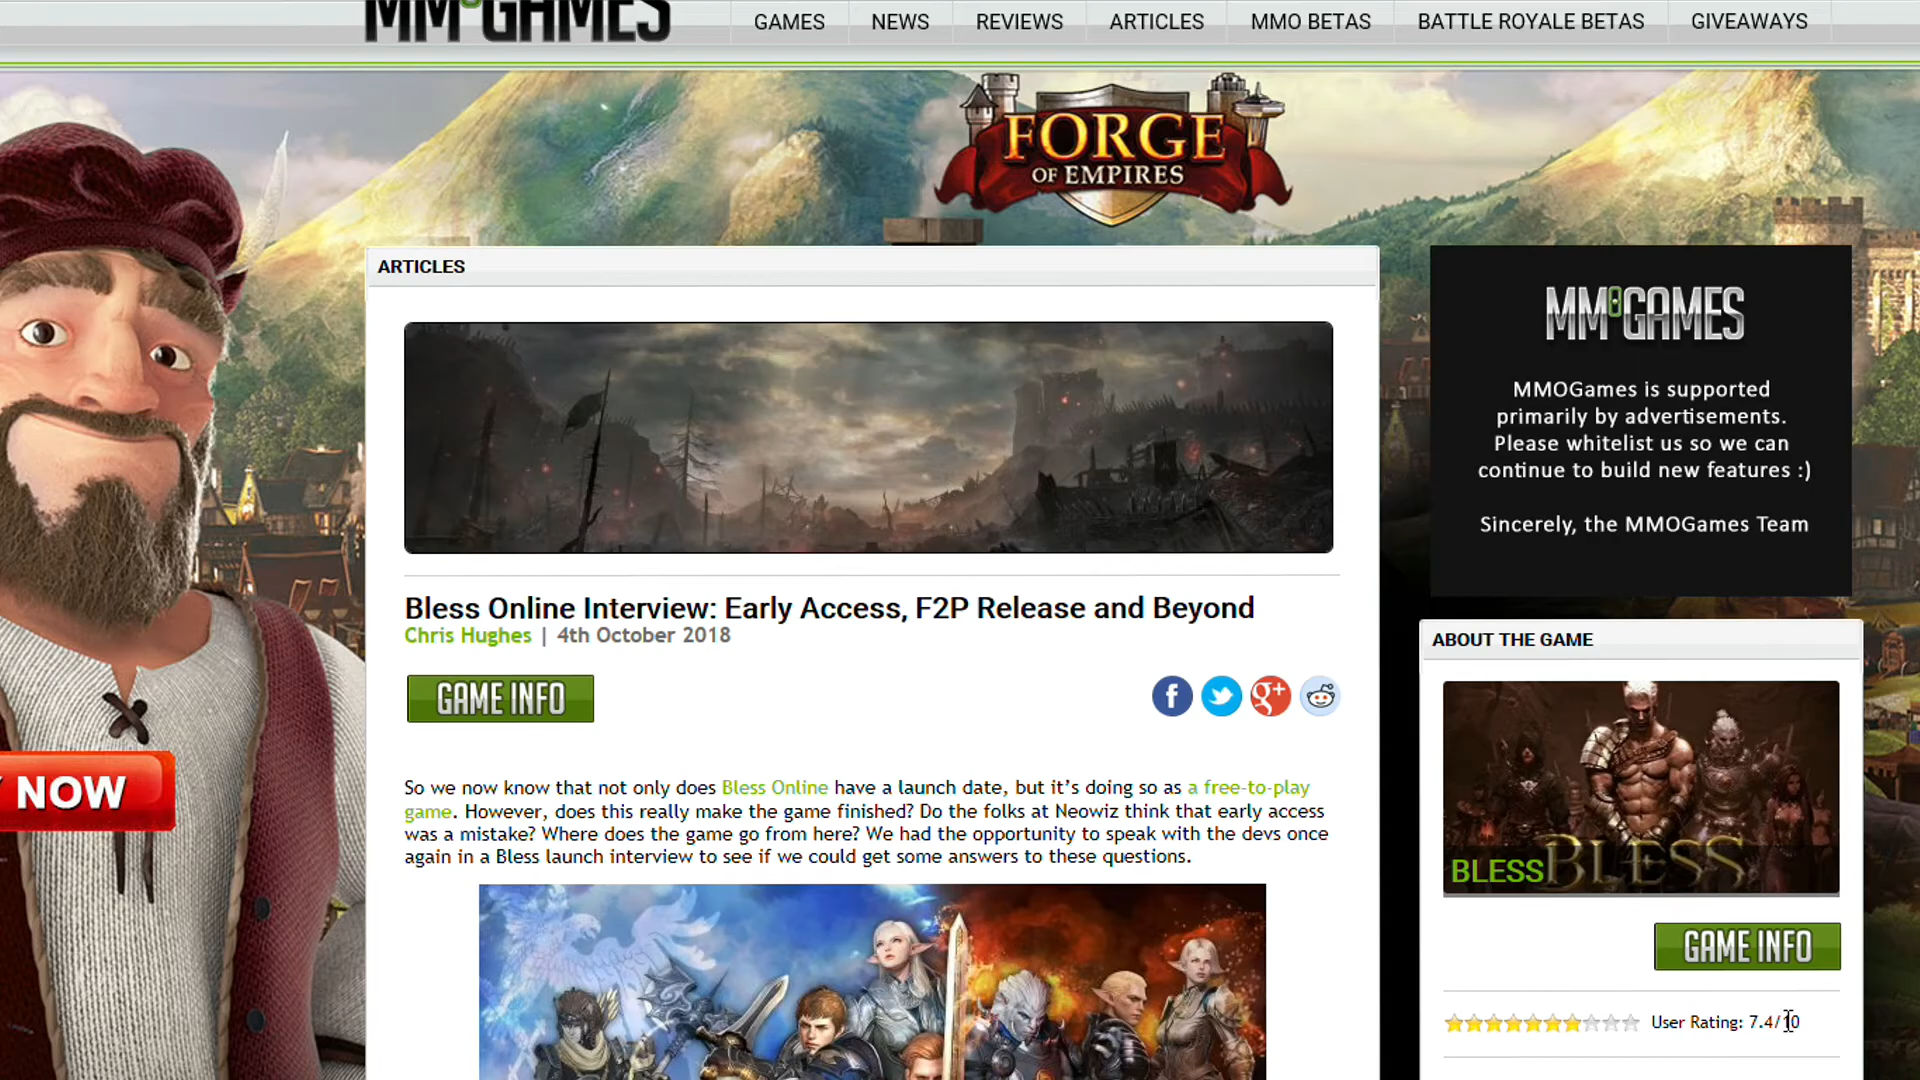 MMOGAMES
GAMES
NEWS
REVIEWS
ARTICLES
MMO BETAS
BATTLE ROYALE BETAS
GIVEAWAYS
FORGE
OF EMPIRES
ARTICLES
MMOGAMES
MMOGames is supported
primarily by advertisements.
Please whitelist us so we can
continue to build new features :)
Sincerely, the MMOGames Team
Bless Online Interview: Early Access, F2P Release and Beyond
Chris Hughes | 4th October 2018
GAME INFO
f
g+
NOW
So we now know that not only does Bless Online have a launch date, but it’s doing so as a free-to-play
game. However, does this really make the game finished? Do the folks at Neowiz think that early access
was a mistake? Where does the game go from here? We had the opportunity to speak with the devs once
again in a Bless launch interview to see if we could get some answers to these questions.
ABOUT THE GAME
BLESS
BLESS
GAME INFO
User Rating: 7.4/10